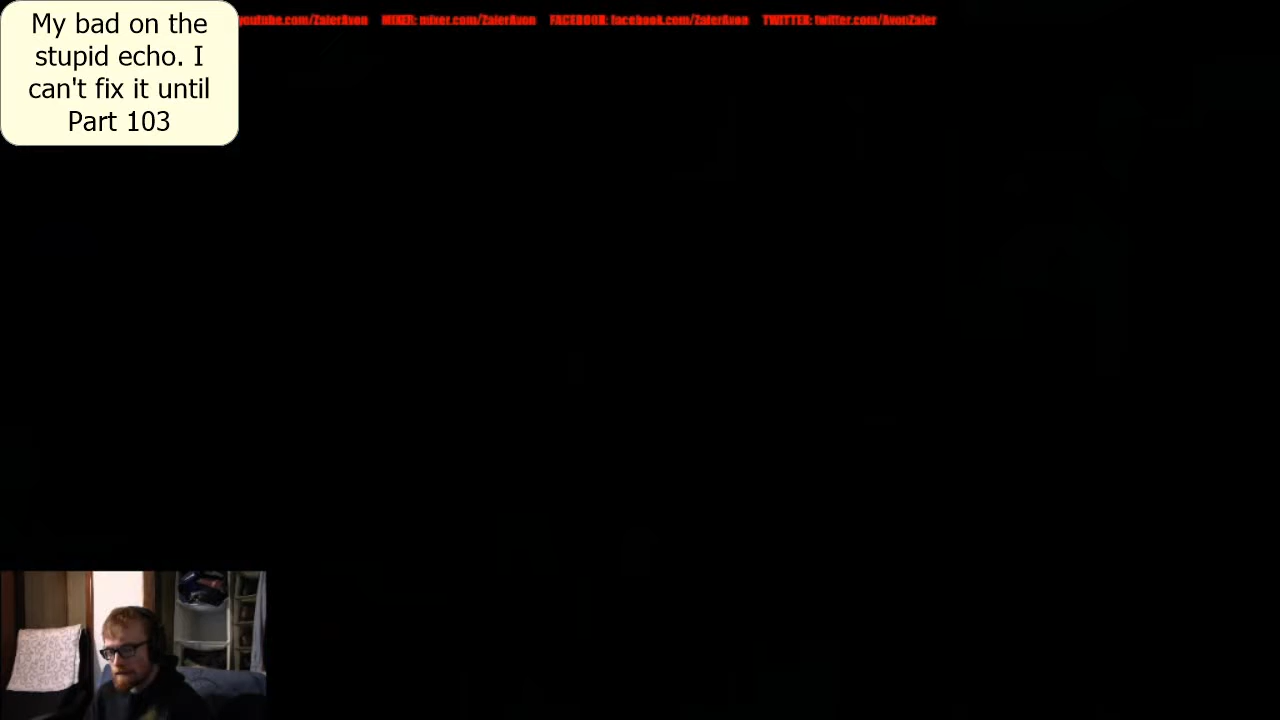 My bad on the
stupid echo. I
can't fix it until
Part 103
youtube.com/ZalerAvon MIXER: mixer.com/ZalerAvon FACEBOOK: facebook.com/ZalerAvon TWITTER: twitter.com/AvonZaler